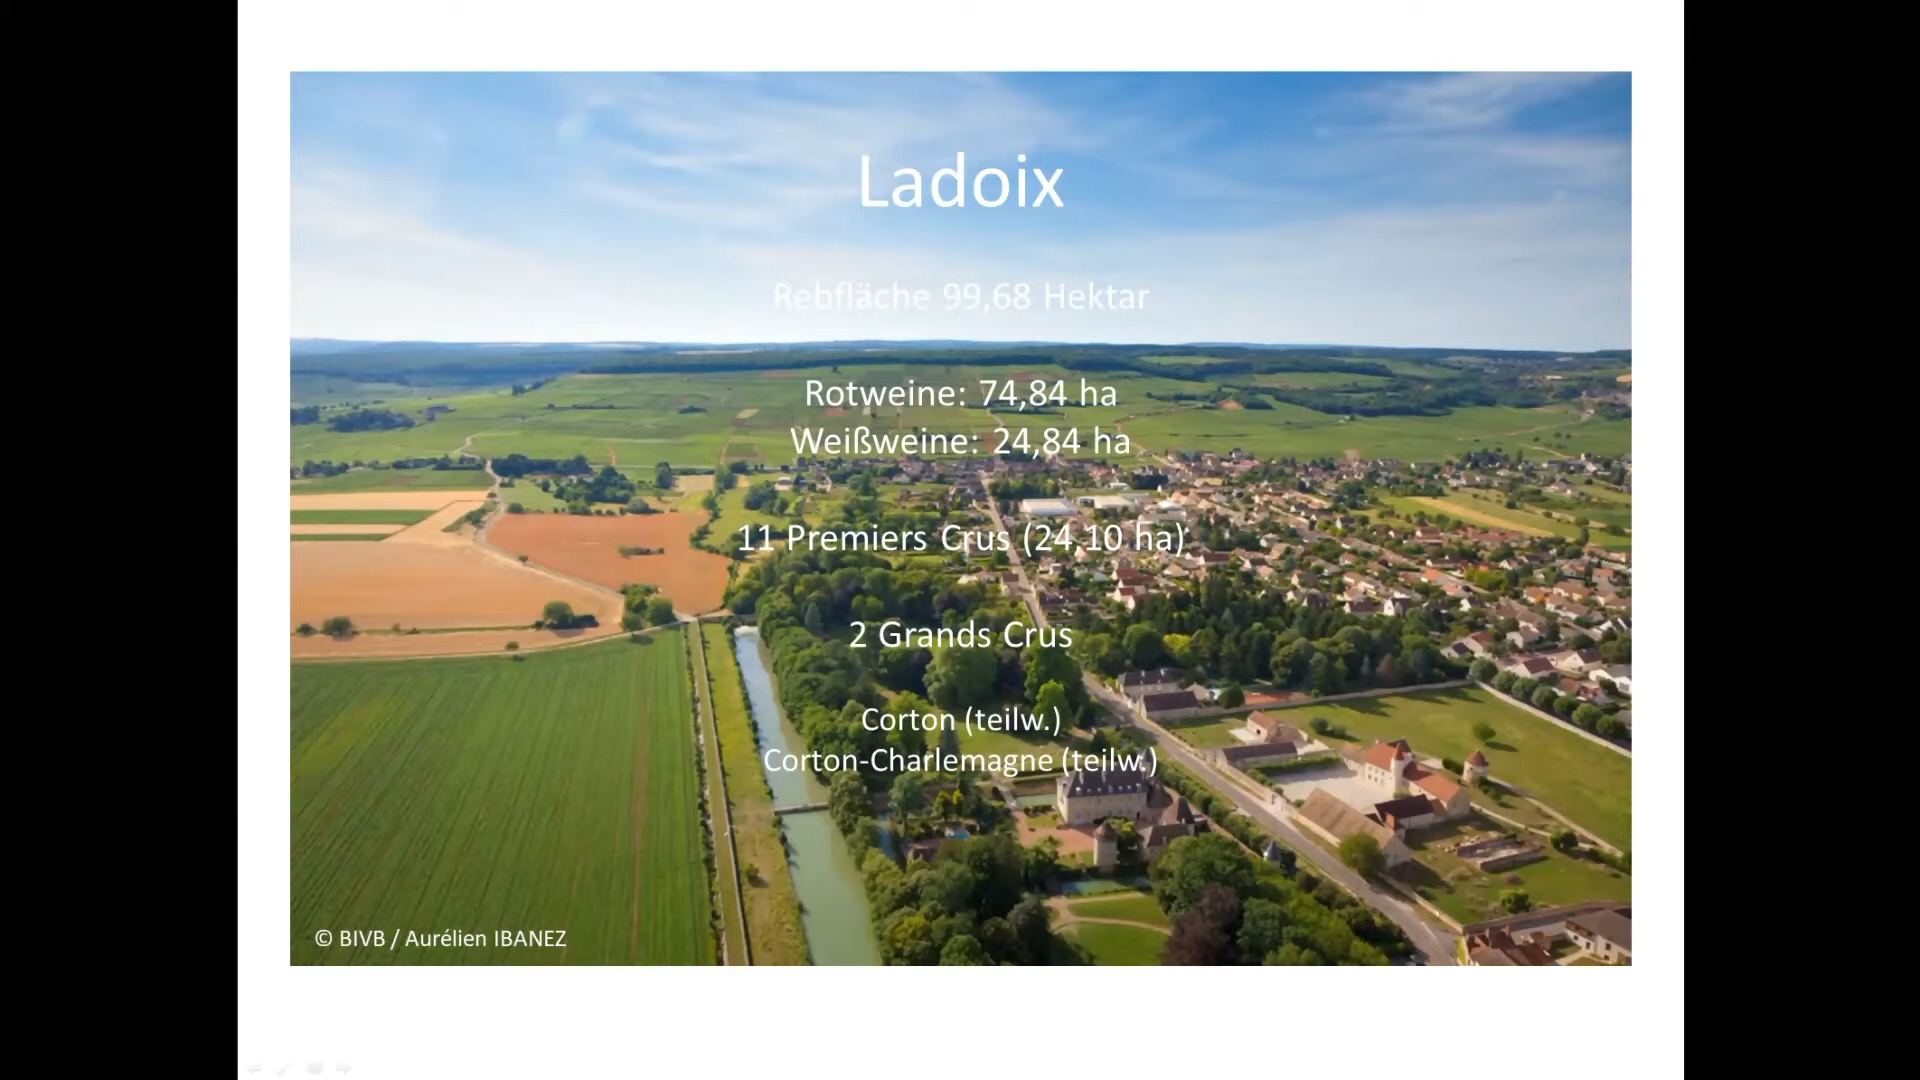 Ladoix
Rebfläche 99,68 Hektar
Rotweine: 74,84 ha
Weißweine: 24,84 ha
11 Premiers Crus (24,10 ha)
2 Grands Crus
Corton (teilw.)
Corton-Charlemagne (teilw.)
© BIVB / Aurélien IBANEZ